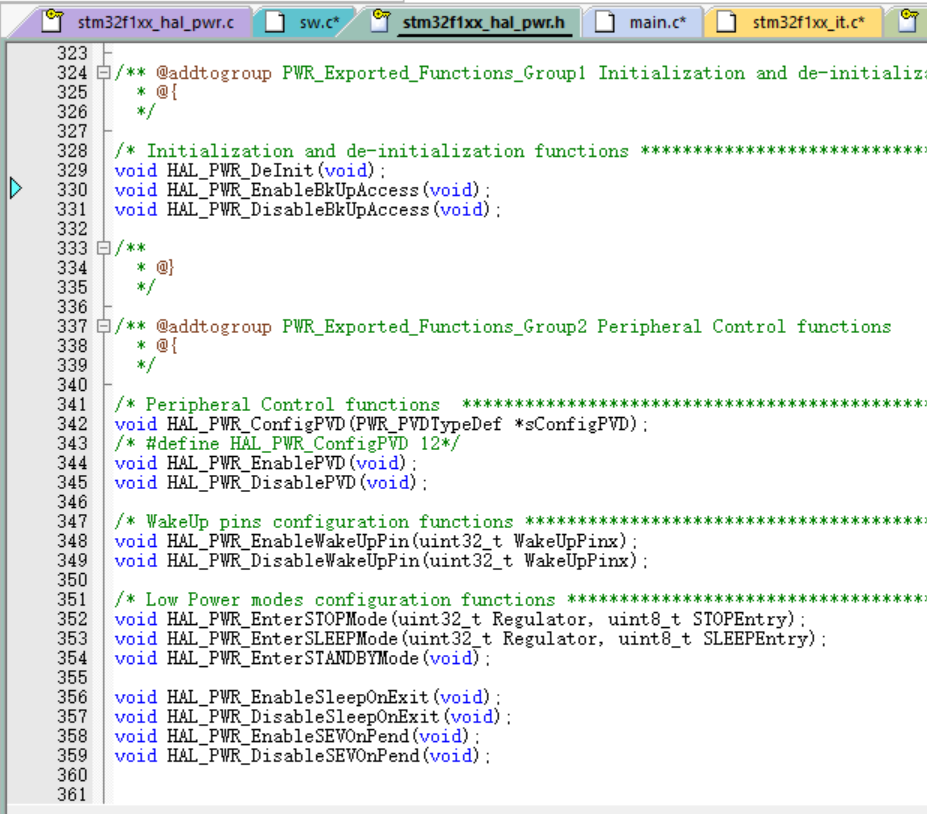 stm32f1xx_hal_pwr.c sw.c* stm32f1xx_hal_pwr.h main.c* stm32f1xx_it.c*
323
324 /** @addtogroup PWR_Exported_Functions_Group1 Initialization and de-initializa
325 * @{
326 */
327
328 /* Initialization and de-initialization functions ***************************
329 void HAL_PWR_DeInit(void);
330 void HAL_PWR_EnableBkUpAccess(void);
331 void HAL_PWR_DisableBkUpAccess(void);
332
333 /**
334 * @}
335 */
336
337 /** @addtogroup PWR_Exported_Functions_Group2 Peripheral Control functions
338 * @{
339 */
340
341 /* Peripheral Control functions ********************************************
342 void HAL_PWR_ConfigPVD(PWR_PVDTypeDef *sConfigPVD);
343 /* #define HAL_PWR_ConfigPVD 12*/
344 void HAL_PWR_EnablePVD(void);
345 void HAL_PWR_DisablePVD(void);
346
347 /* WakeUp pins configuration functions **************************************
348 void HAL_PWR_EnableWakeUpPin(uint32_t WakeUpPinx);
349 void HAL_PWR_DisableWakeUpPin(uint32_t WakeUpPinx);
350
351 /* Low Power modes configuration functions **********************************
352 void HAL_PWR_EnterSTOPMode(uint32_t Regulator, uint8_t STOPEntry);
353 void HAL_PWR_EnterSLEEPMode(uint32_t Regulator, uint8_t SLEEPEntry);
354 void HAL_PWR_EnterSTANDBYMode(void);
355
356 void HAL_PWR_EnableSleepOnExit(void);
357 void HAL_PWR_DisableSleepOnExit(void);
358 void HAL_PWR_EnableSEVOnPend(void);
359 void HAL_PWR_DisableSEVOnPend(void);
360
361